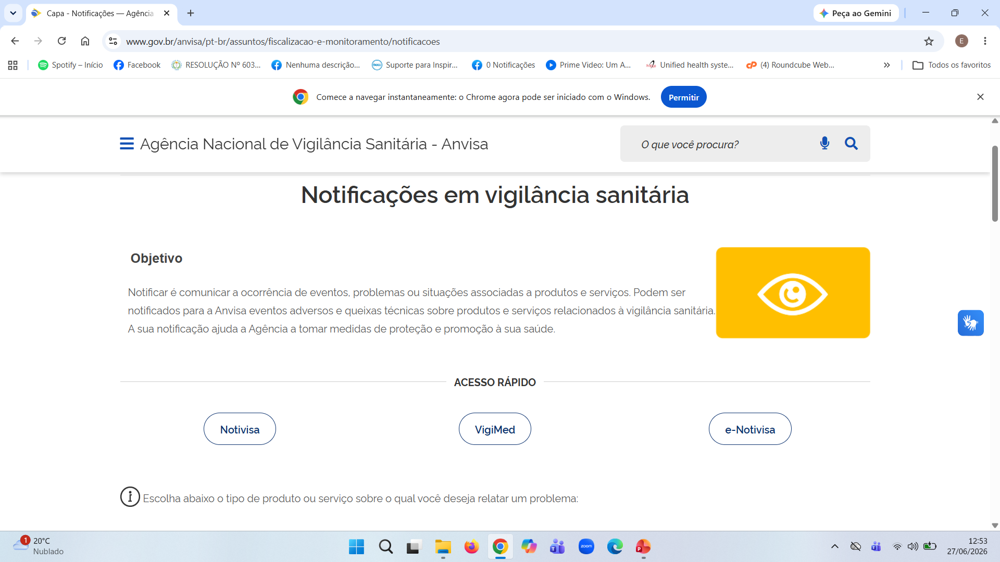 Capa - Notificações — Agência
Peça ao Gemini
www.gov.br/anvisa/pt-br/assuntos/fiscalizacao-e-monitoramento/notificacoes
E
Spotify – Início
Facebook
RESOLUÇÃO Nº 603...
Nenhuma descrição...
Suporte para Inspir...
0 Notificações
Prime Video: Um A...
Unified health syste...
(4) Roundcube Web...
Todos os favoritos
Comece a navegar instantaneamente: o Chrome agora pode ser iniciado com o Windows.
Permitir
Agência Nacional de Vigilância Sanitária - Anvisa
O que você procura?
Notificações em vigilância sanitária
Objetivo
Notificar é comunicar a ocorrência de eventos, problemas ou situações associadas a produtos e serviços. Podem ser
notificados para a Anvisa eventos adversos e queixas técnicas sobre produtos e serviços relacionados à vigilância sanitária.
A sua notificação ajuda a Agência a tomar medidas de proteção e promoção à sua saúde.
ACESSO RÁPIDO
Notivisa
VigiMed
e-Notivisa
Escolha abaixo o tipo de produto ou serviço sobre o qual você deseja relatar um problema:
1
20°C
Nublado
zoom
12:53
27/06/2026